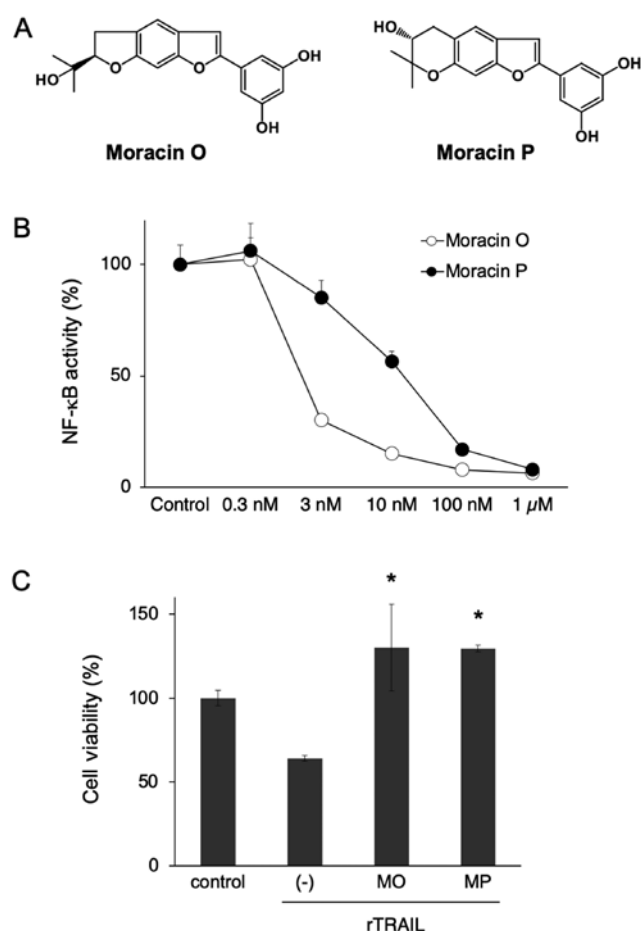 A
HO
O
O
OH
OH
Moracin O
HO
O
O
OH
OH
Moracin P
B
NF-κB activity (%)
100
50
0
Moracin O
Moracin P
Control 0.3 nM 3 nM 10 nM 100 nM 1 µM
C
Cell viability (%)
150
100
50
0
*
*
control (-) MO MP
rTRAIL